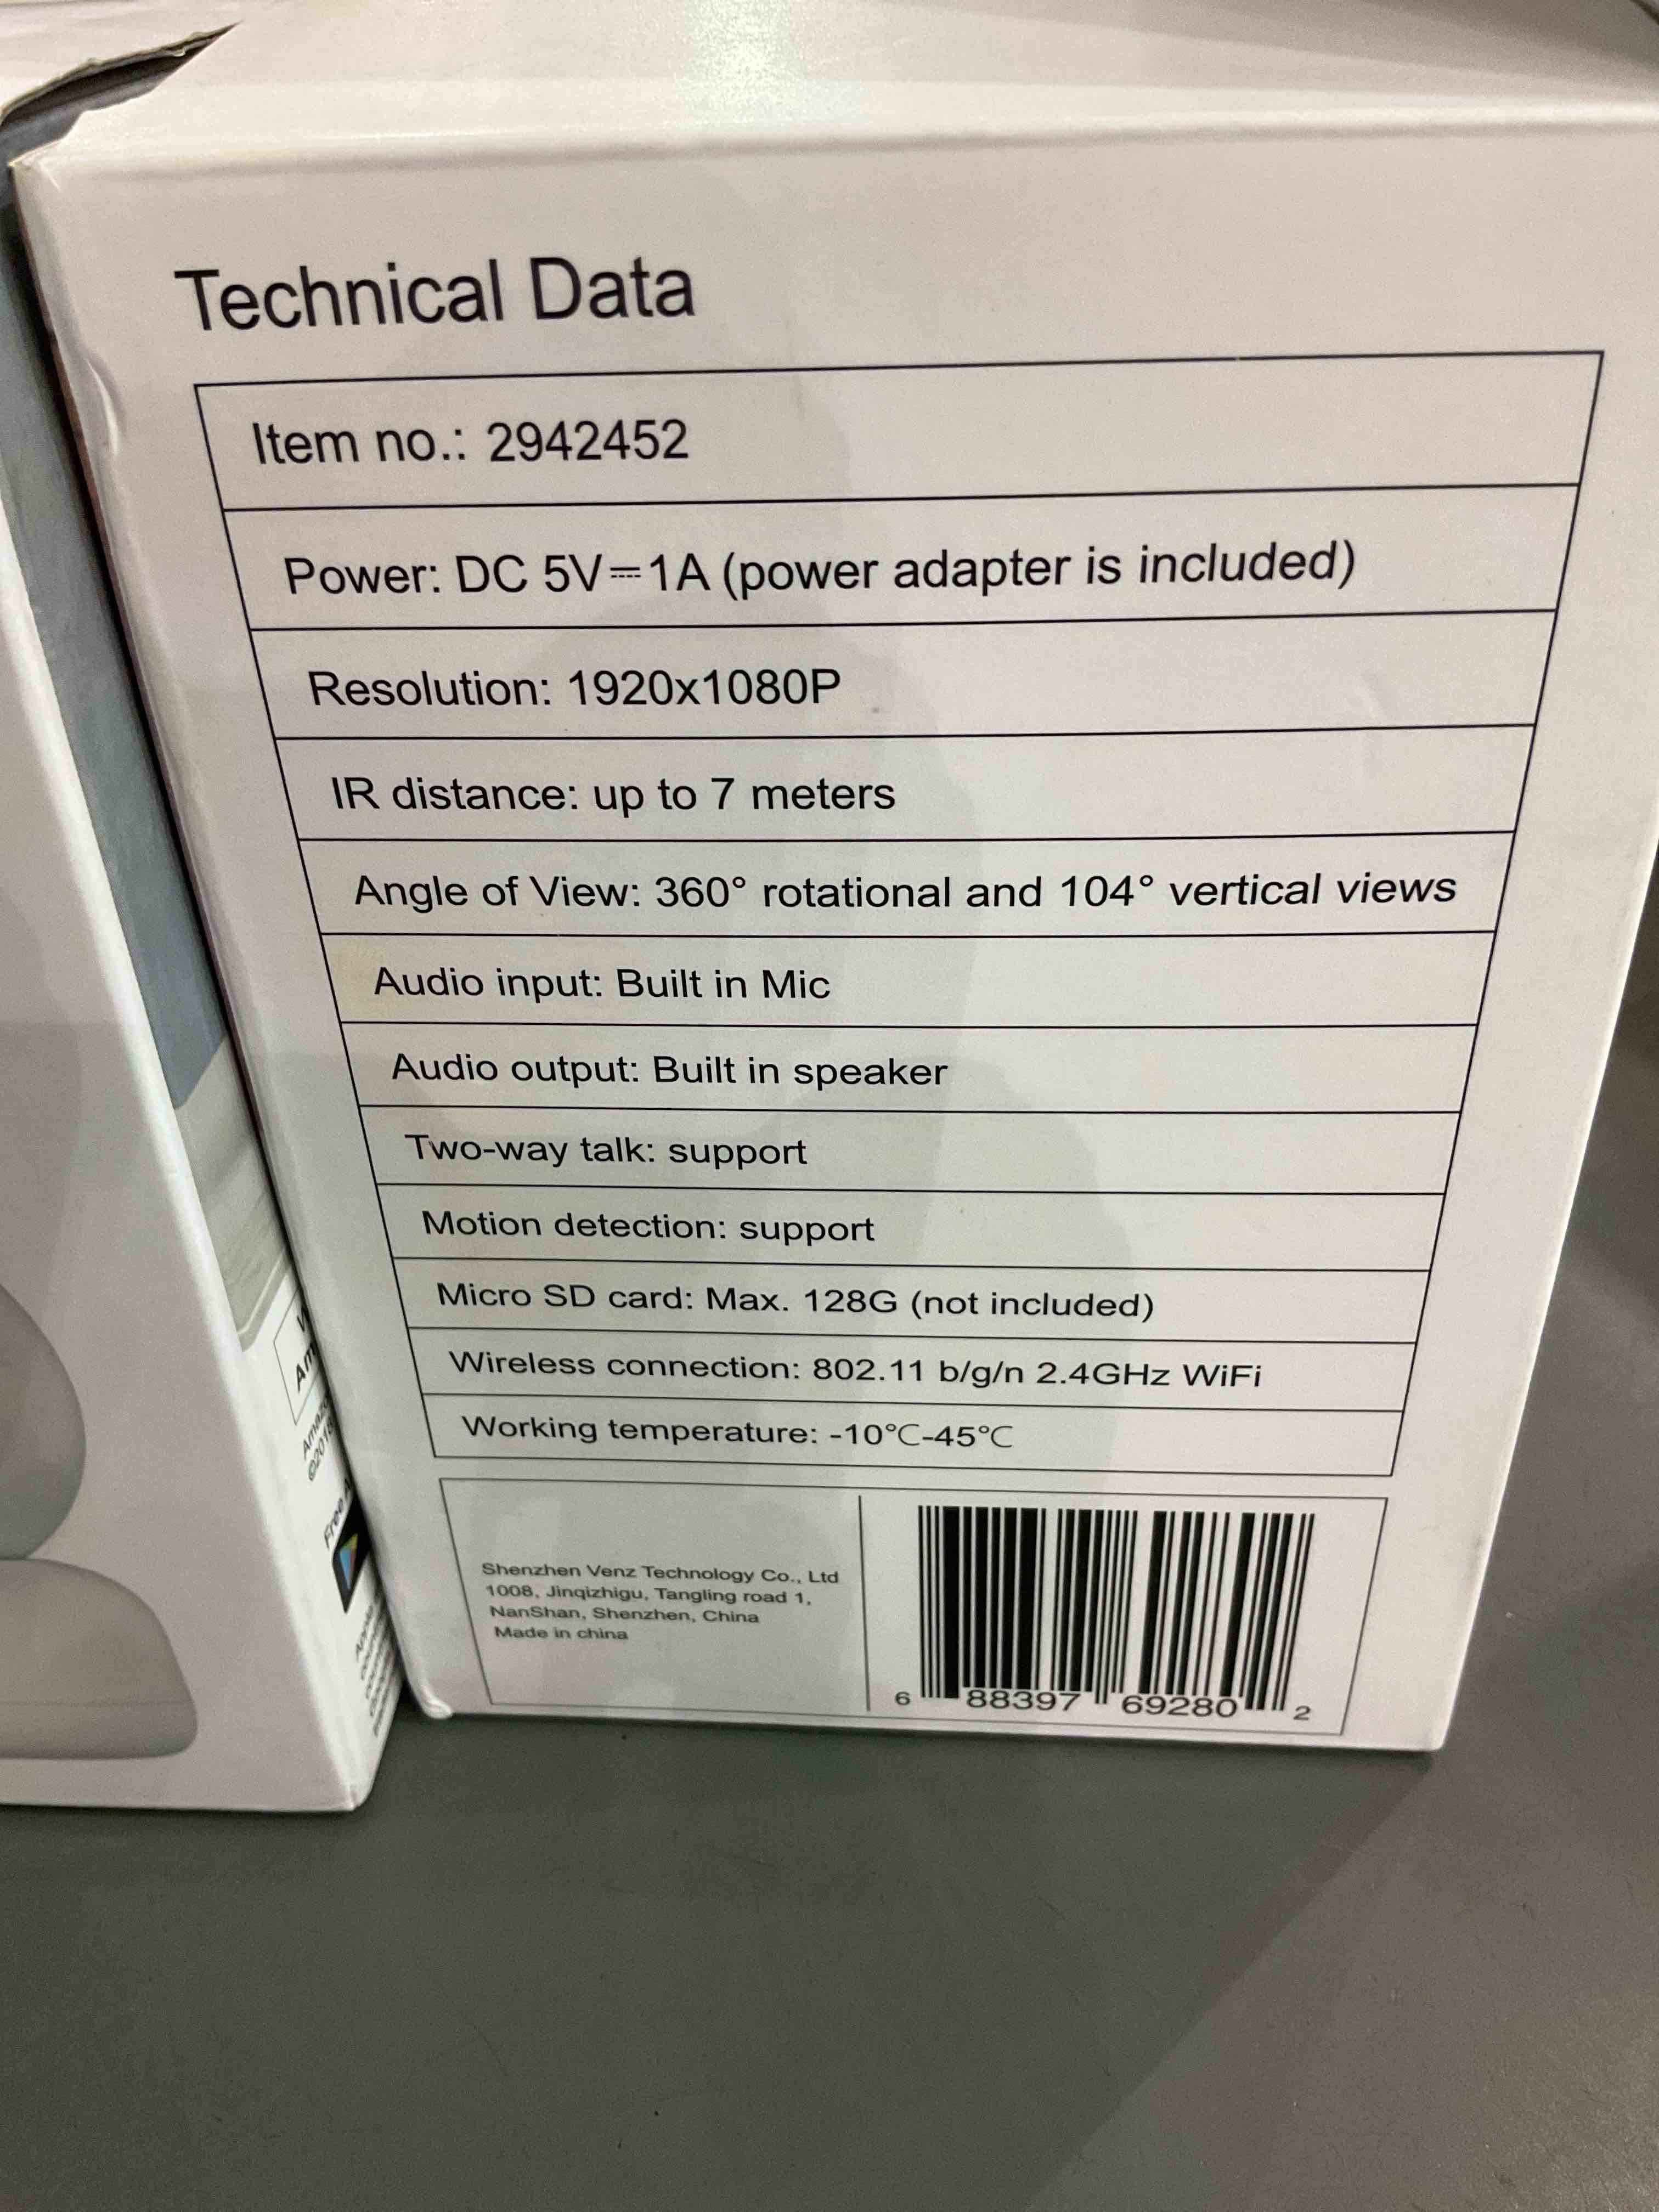 Technical Data
Item no.: 2942452
Power: DC 5V⎓1A (power adapter is included)
Resolution: 1920x1080P
IR distance: up to 7 meters
Angle of View: 360° rotational and 104° vertical views
Audio input: Built in Mic
Audio output: Built in speaker
Two-way talk: support
Motion detection: support
Micro SD card: Max. 128G (not included)
Wireless connection: 802.11 b/g/n 2.4GHz WiFi
Working temperature: -10℃-45℃
Shenzhen Venz Technology Co., Ltd
1008, Jinqizhigu, Tangling road 1,
NanShan, Shenzhen, China
Made in china
6 88397 69280 2
Free